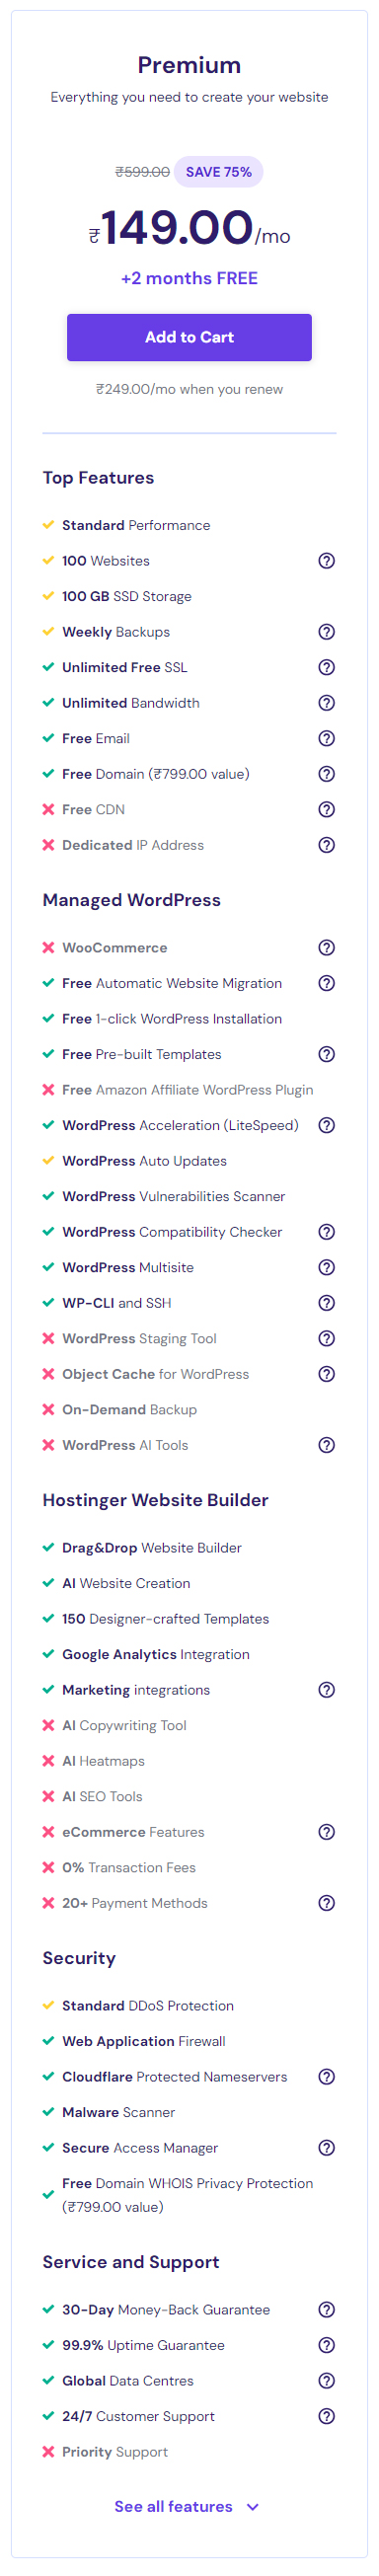 Premium
Everything you need to create your website
₹599.00 SAVE 75%
₹149.00/mo
+2 months FREE
Add to Cart
₹249.00/mo when you renew
Top Features
Standard Performance
100 Websites
100 GB SSD Storage
Weekly Backups
Unlimited Free SSL
Unlimited Bandwidth
Free Email
Free Domain (₹799.00 value)
Free CDN
Dedicated IP Address
Managed WordPress
WooCommerce
Free Automatic Website Migration
Free 1-click WordPress Installation
Free Pre-built Templates
Free Amazon Affiliate WordPress Plugin
WordPress Acceleration (LiteSpeed)
WordPress Auto Updates
WordPress Vulnerabilities Scanner
WordPress Compatibility Checker
WordPress Multisite
WP-CLI and SSH
WordPress Staging Tool
Object Cache for WordPress
On-Demand Backup
WordPress AI Tools
Hostinger Website Builder
Drag&Drop Website Builder
AI Website Creation
150 Designer-crafted Templates
Google Analytics Integration
Marketing integrations
AI Copywriting Tool
AI Heatmaps
AI SEO Tools
eCommerce Features
0% Transaction Fees
20+ Payment Methods
Security
Standard DDoS Protection
Web Application Firewall
Cloudflare Protected Nameservers
Malware Scanner
Secure Access Manager
Free Domain WHOIS Privacy Protection
(₹799.00 value)
Service and Support
30-Day Money-Back Guarantee
99.9% Uptime Guarantee
Global Data Centres
24/7 Customer Support
Priority Support
See all features